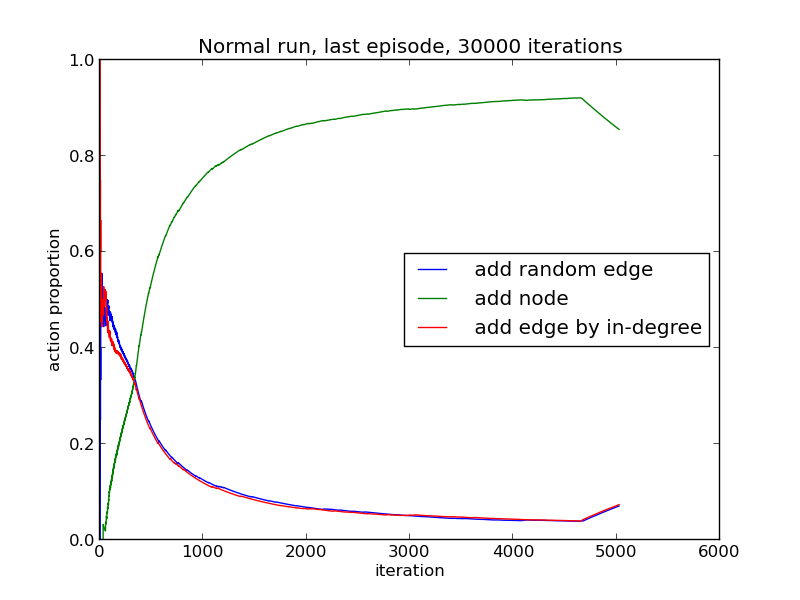 Normal run, last episode, 30000 iterations
1.0
0.8
0.6
0.4
0.2
0.0
action proportion
add random edge
add node
add edge by in-degree
0 1000 2000 3000 4000 5000 6000
iteration